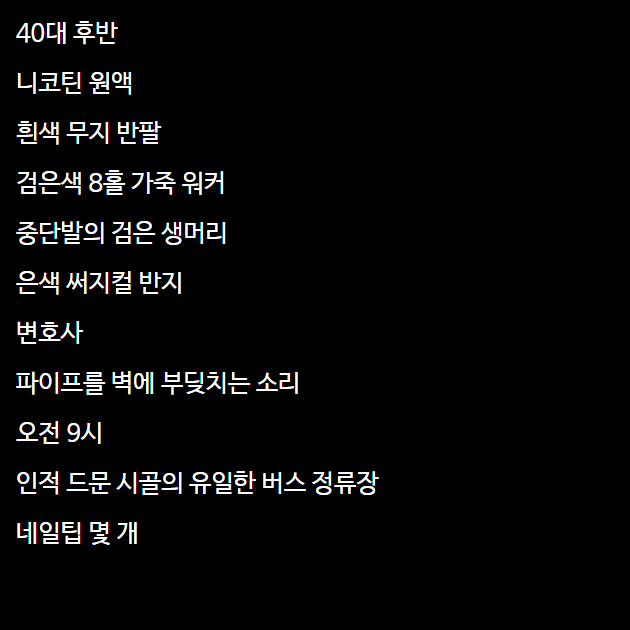 40대 후반
니코틴 원액
흰색 무지 반팔
검은색 8홀 가죽 워커
중단발의 검은 생머리
은색 써지컬 반지
변호사
파이프를 벽에 부딪치는 소리
오전 9시
인적 드문 시골의 유일한 버스 정류장
네일팁 몇 개